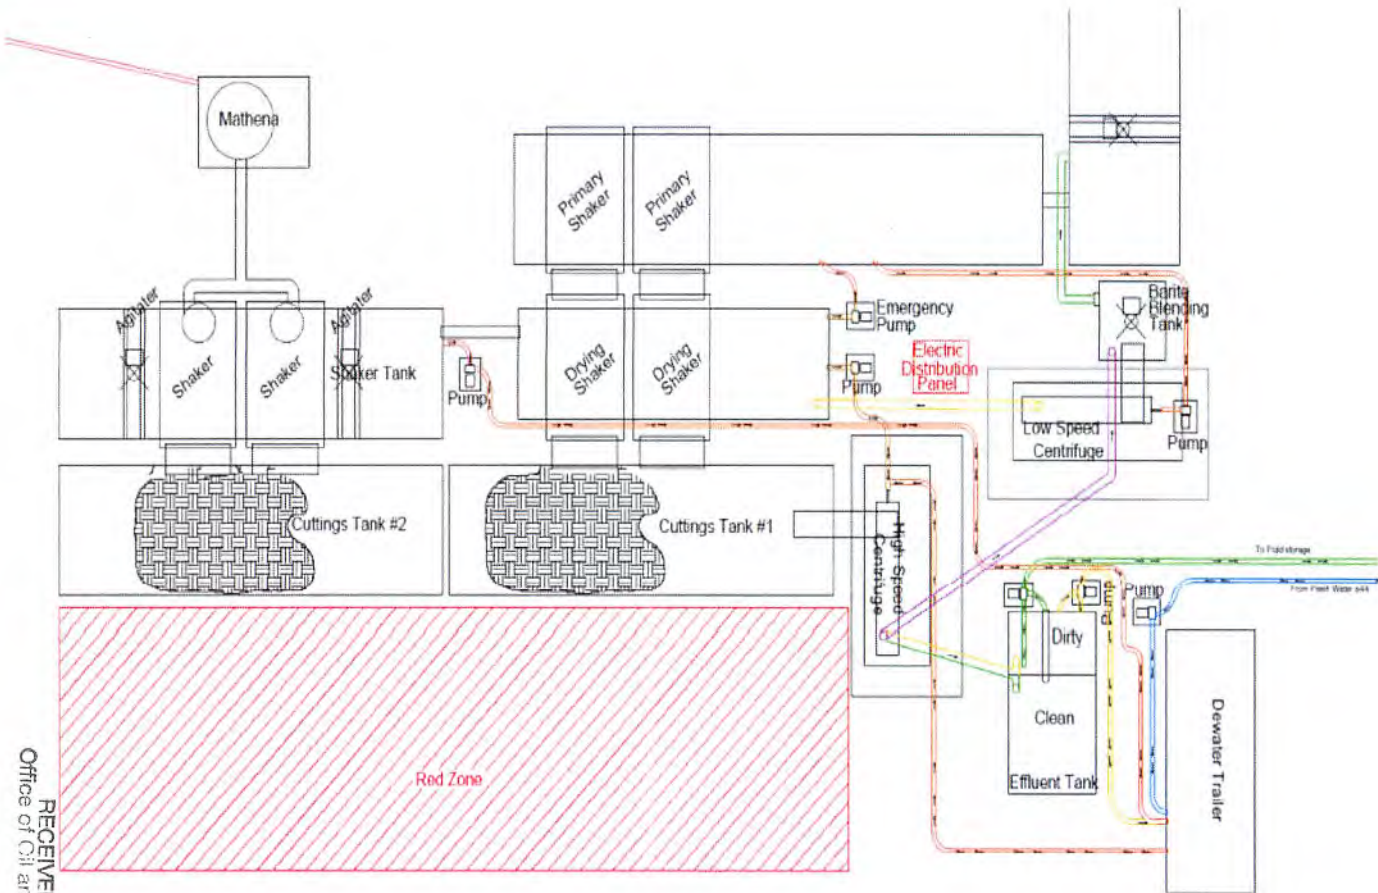 Mathena
Primary
Shaker
Primary
Shaker
Agitater
Shaker
Shaker
Agitater
Shaker Tank
Pump
Drying
Shaker
Drying
Shaker
Emergency
Pump
Pump
Electric
Distribution
Panel
Barite
Blending
Tank
Low Speed
Centrifuge
Pump
Cuttings Tank #2
Cuttings Tank #1
High Speed
Centrifuge
To Fluid storage
From Fresh Water
Pump
Dirty
Clean
Effluent Tank
Dewater Trailer
Red Zone
RECEIVE
Office of Oil ar